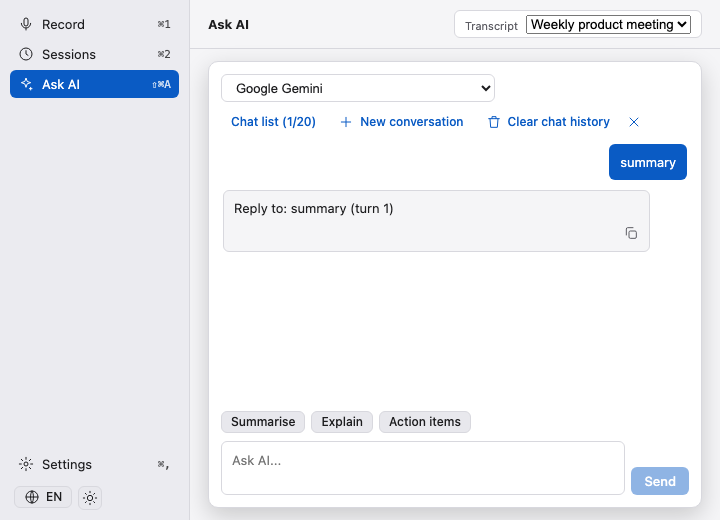 Record ⌘1
Sessions ⌘2
Ask AI ⇧⌘A
Settings ⌘,
EN
Ask AI
Transcript Weekly product meeting
Google Gemini
Chat list (1/20) New conversation Clear chat history
summary
Reply to: summary (turn 1)
Summarise Explain Action items
Ask AI...
Send